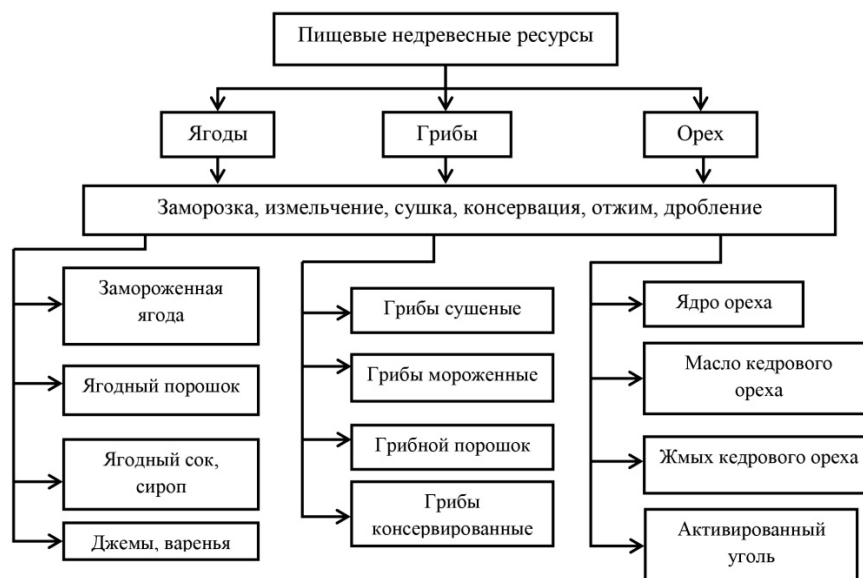 Пищевые недревесные ресурсы
Ягоды
Грибы
Орех
Заморозка, измельчение, сушка, консервация, отжим, дробление
Замороженная
ягода
Ягодный порошок
Ягодный сок,
сироп
Джемы, варенья
Грибы сушеные
Грибы мороженные
Грибной порошок
Грибы
консервированные
Ядро ореха
Масло кедрового
ореха
Жмых кедрового ореха
Активированный
уголь